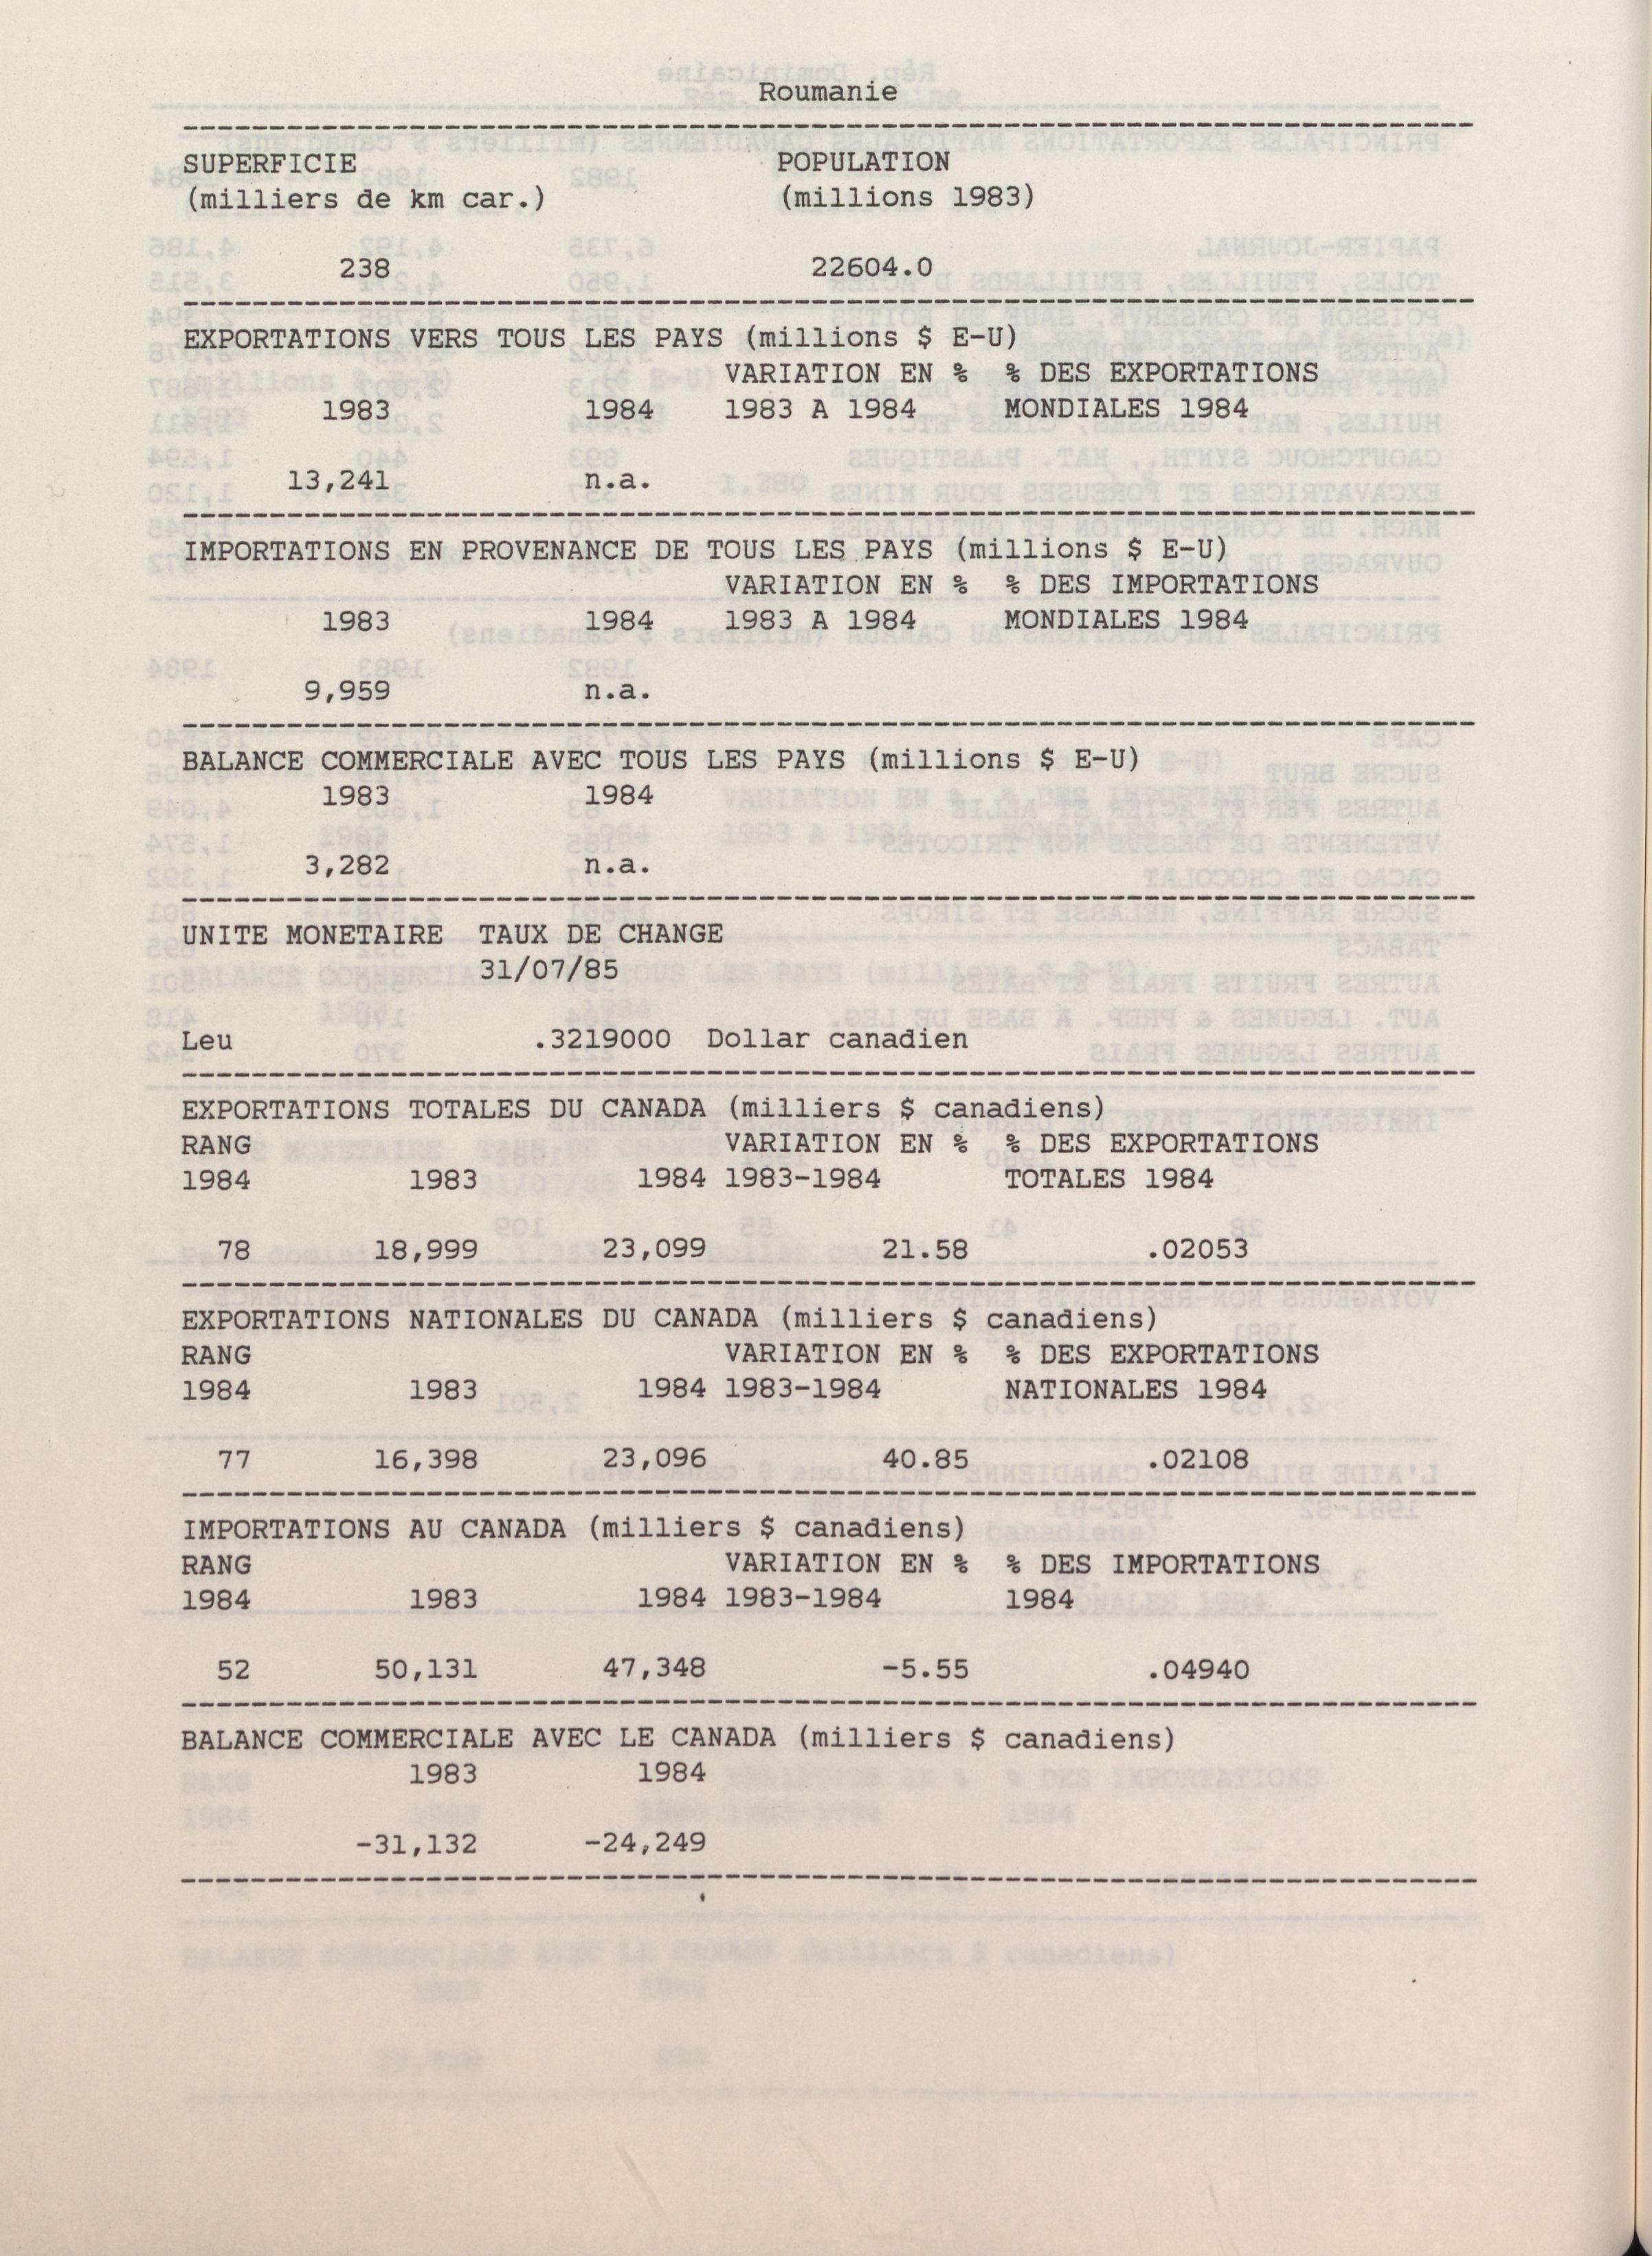 Roumanie
SUPERFICIE POPULATION
(milliers de km car.) (millions 1983)
238 22604.0
EXPORTATIONS VERS TOUS LES PAYS (millions $ E-U)
VARIATION EN % % DES EXPORTATIONS
1983 1984 1983 A 1984 MONDIALES 1984
13,241 n.a.
IMPORTATIONS EN PROVENANCE DE TOUS LES PAYS (millions $ E-U)
VARIATION EN % % DES IMPORTATIONS
1983 1984 1983 A 1984 MONDIALES 1984
9,959 n.a.
BALANCE COMMERCIALE AVEC TOUS LES PAYS (millions $ E-U)
1983 1984
3,282 n.a.
UNITE MONETAIRE TAUX DE CHANGE
31/07/85
Leu .3219000 Dollar canadien
EXPORTATIONS TOTALES DU CANADA (milliers $ canadiens)
RANG VARIATION EN % % DES EXPORTATIONS
1984 1983 1984 1983-1984 TOTALES 1984
78 18,999 23,099 21.58 .02053
EXPORTATIONS NATIONALES DU CANADA (milliers $ canadiens)
RANG VARIATION EN % % DES EXPORTATIONS
1984 1983 1984 1983-1984 NATIONALES 1984
77 16,398 23,096 40.85 .02108
IMPORTATIONS AU CANADA (milliers $ canadiens)
RANG VARIATION EN % % DES IMPORTATIONS
1984 1983 1984 1983-1984 1984
52 50,131 47,348 -5.55 .04940
BALANCE COMMERCIALE AVEC LE CANADA (milliers $ canadiens)
1983 1984
-31,132 -24,249